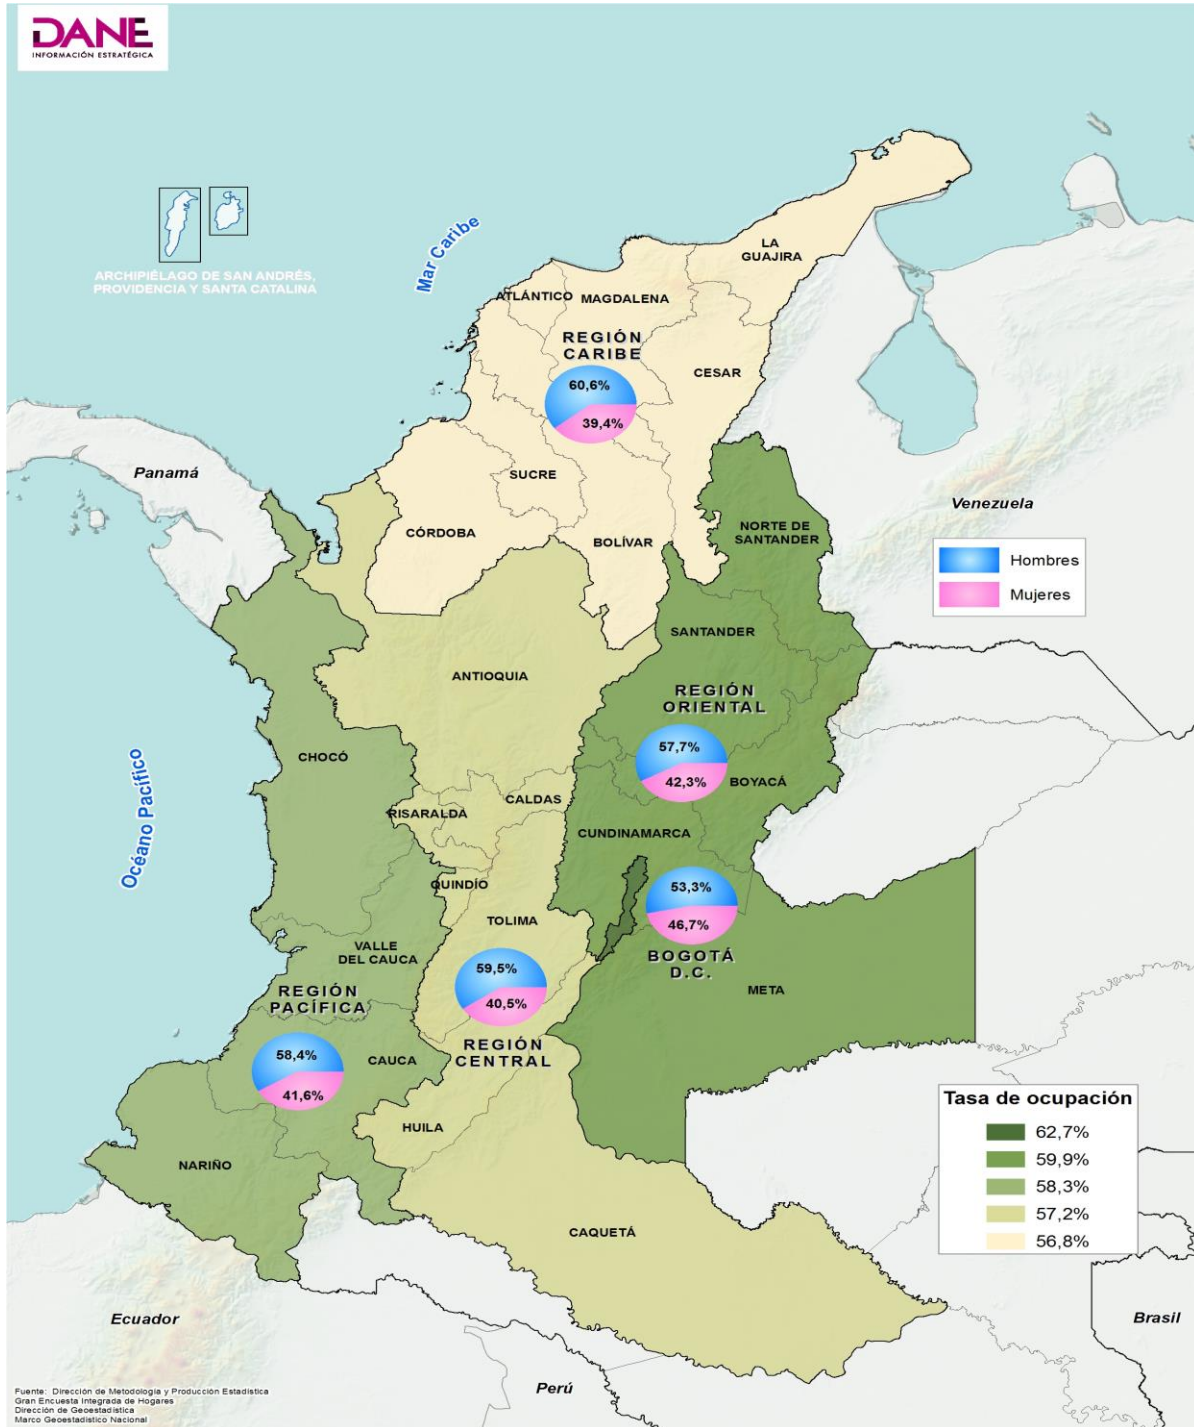 DANE
INFORMACIÓN ESTRATÉGICA
ARCHIPIÉLAGO DE SAN ANDRÉS,
PROVIDENCIA Y SANTA CATALINA
Mar Caribe
LA
GUAJIRA
ATLÁNTICO
MAGDALENA
REGIÓN
CARIBE
60,6%
39,4%
CESAR
Panamá
SUCRE
CÓRDOBA
BOLÍVAR
NORTE DE
SANTANDER
Venezuela
Hombres
Mujeres
SANTANDER
ANTIOQUIA
REGIÓN
ORIENTAL
57,7%
42,3%
BOYACÁ
Océano Pacífico
CHOCÓ
CALDAS
RISARALDA
CUNDINAMARCA
QUINDÍO
TOLIMA
53,3%
46,7%
BOGOTÁ
D.C.
VALLE
DEL CAUCA
META
REGIÓN
PACÍFICA
58,4%
41,6%
CAUCA
59,5%
40,5%
REGIÓN
CENTRAL
HUILA
NARIÑO
CAQUETÁ
Tasa de ocupación
62,7%
59,9%
58,3%
57,2%
56,8%
Ecuador
Perú
Brasil
Fuente: Dirección de Metodología y Producción Estadística
Gran Encuesta Integrada de Hogares
Dirección de Geoestadística
Marco Geoestadístico Nacional